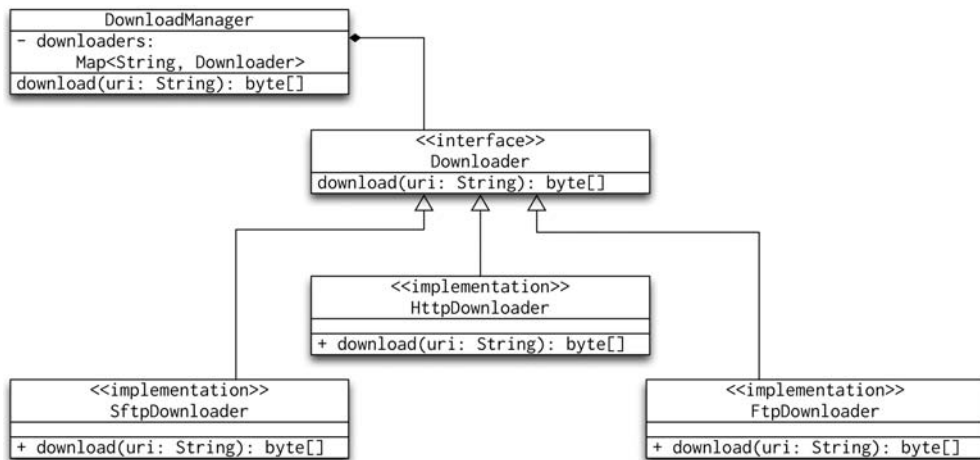 DownloadManager
- downloaders:
Map<String, Downloader>
download(uri: String): byte[]
<<interface>>
Downloader
download(uri: String): byte[]
<<implementation>>
HttpDownloader
+ download(uri: String): byte[]
<<implementation>>
SftpDownloader
+ download(uri: String): byte[]
<<implementation>>
FtpDownloader
+ download(uri: String): byte[]